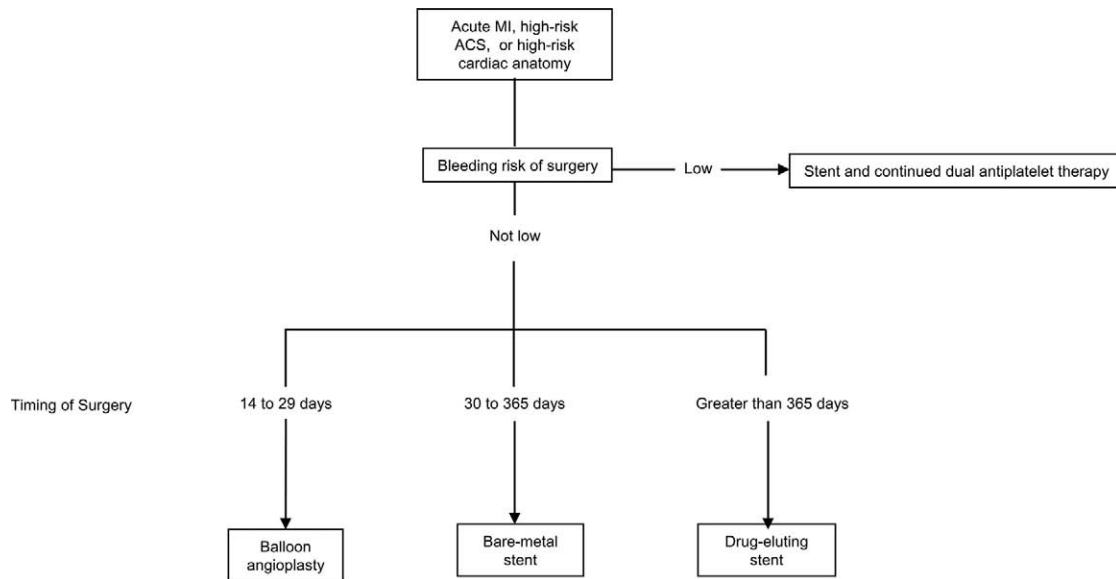 Acute MI, high-risk
ACS, or high-risk
cardiac anatomy
Bleeding risk of surgery
Low
Stent and continued dual antiplatelet therapy
Not low
Timing of Surgery
14 to 29 days
30 to 365 days
Greater than 365 days
Balloon
angioplasty
Bare-metal
stent
Drug-eluting
stent